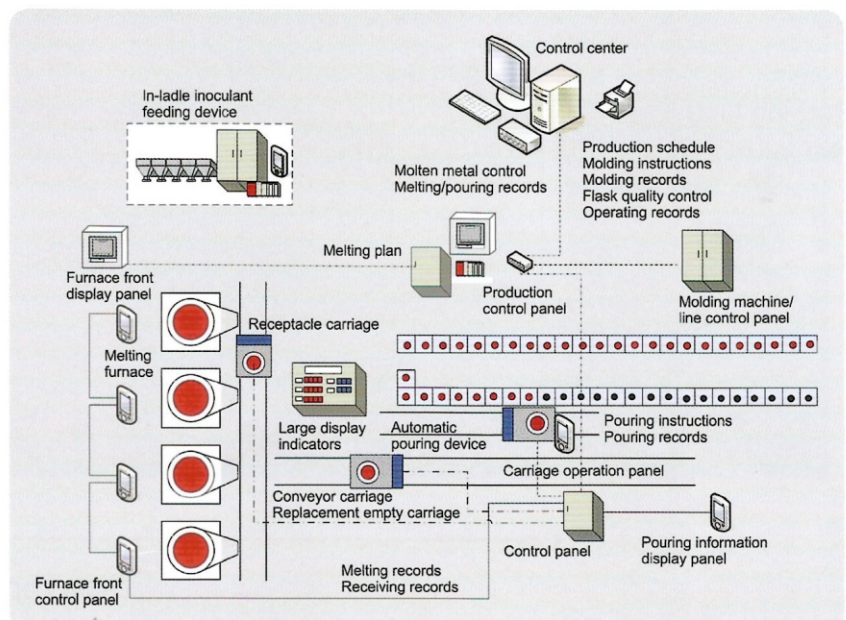 Control center
In-ladle inoculant
feeding device
Production schedule
Molding instructions
Molding records
Flask quality control
Operating records
Molten metal control
Melting/pouring records
Melting plan
Furnace front
display panel
Production
control panel
Molding machine/
line control panel
Receptacle carriage
Melting
furnace
Large display
indicators
Automatic
pouring device
Pouring instructions
Pouring records
Carriage operation panel
Conveyor carriage
Replacement empty carriage
Control panel
Pouring information
display panel
Melting records
Receiving records
Furnace front
control panel